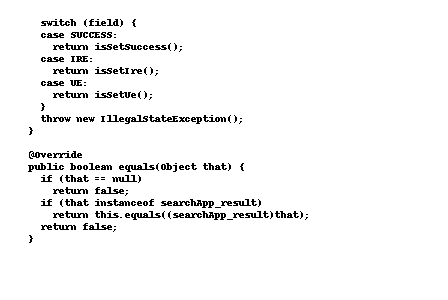 switch (field) {
case SUCCESS:
return isSetSuccess();
case IRE:
return isSetIre();
case UE:
return isSetUe();
}
throw new IllegalStateException();
}
@Override
public boolean equals(Object that) {
if (that == null)
return false;
if (that instanceof searchApp_result)
return this.equals((searchApp_result)that);
return false;
}